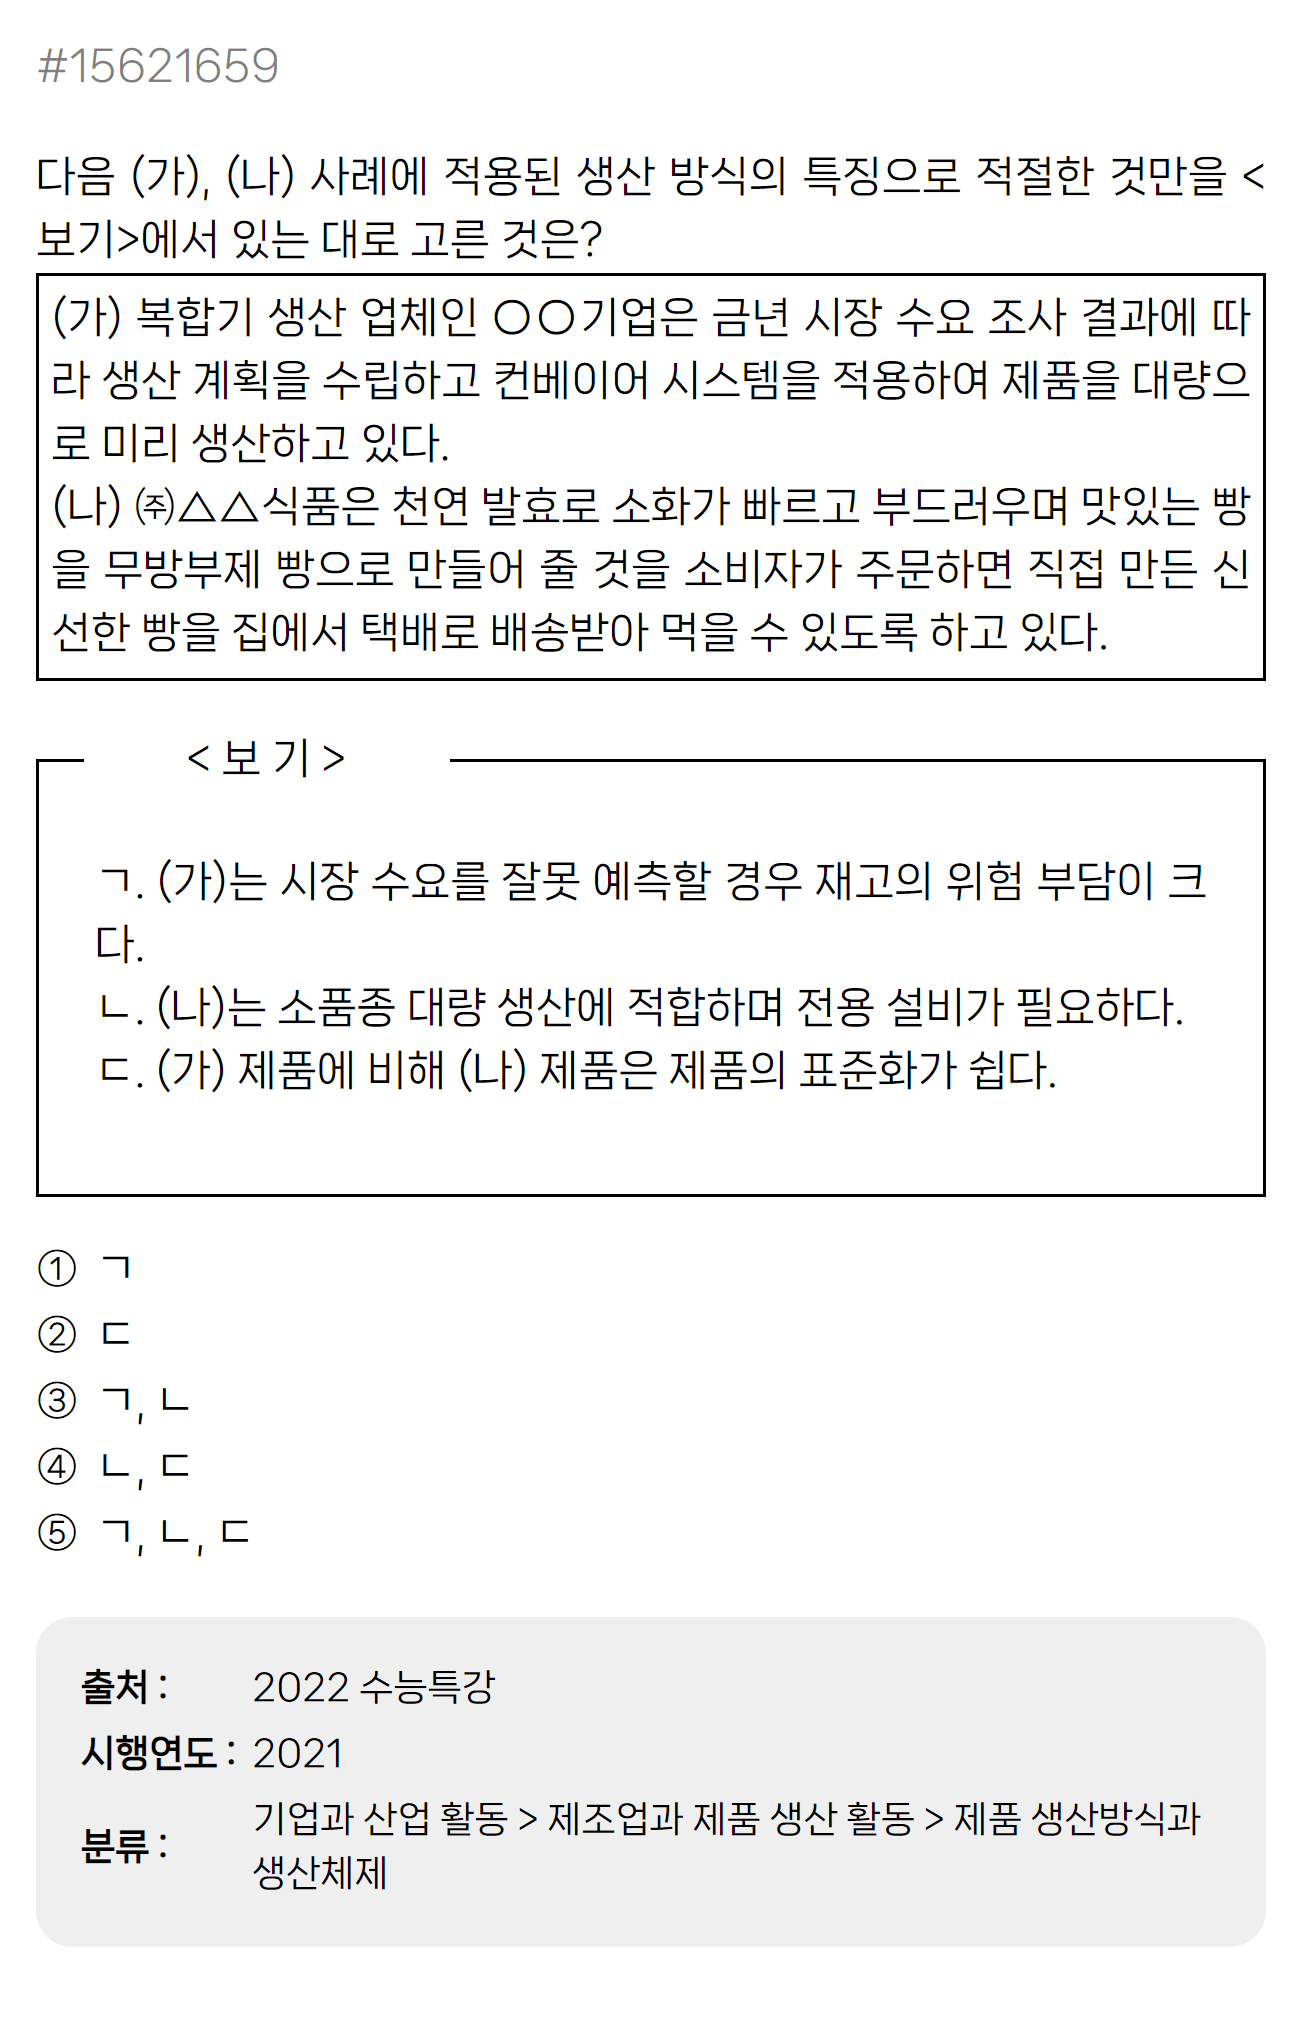 #15621659
다음 (가), (나) 사례에 적용된 생산 방식의 특징으로 적절한 것만을 <
보기>에서 있는 대로 고른 것은?
(가) 복합기 생산 업체인 ○○기업은 금년 시장 수요 조사 결과에 따
라 생산 계획을 수립하고 컨베이어 시스템을 적용하여 제품을 대량으
로 미리 생산하고 있다.
(나) ㈜△△식품은 천연 발효로 소화가 빠르고 부드러우며 맛있는 빵
을 무방부제 빵으로 만들어 줄 것을 소비자가 주문하면 직접 만든 신
선한 빵을 집에서 택배로 배송받아 먹을 수 있도록 하고 있다.
< 보 기 >
ㄱ. (가)는 시장 수요를 잘못 예측할 경우 재고의 위험 부담이 크
다.
ㄴ. (나)는 소품종 대량 생산에 적합하며 전용 설비가 필요하다.
ㄷ. (가) 제품에 비해 (나) 제품은 제품의 표준화가 쉽다.
① ㄱ
② ㄷ
③ ㄱ, ㄴ
④ ㄴ, ㄷ
⑤ ㄱ, ㄴ, ㄷ
출처 : 2022 수능특강
시행연도 : 2021
분류 : 기업과 산업 활동 > 제조업과 제품 생산 활동 > 제품 생산방식과
생산체제